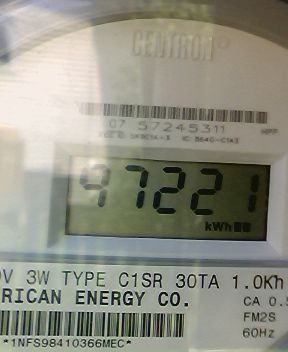 CENTRON
07 57245311
97221
kWh
0V 3W TYPE C1SR 30TA 1.0Kh
RICAN ENERGY CO.
CA 0.5
FM2S
60Hz
*1NFS98410366MEC*